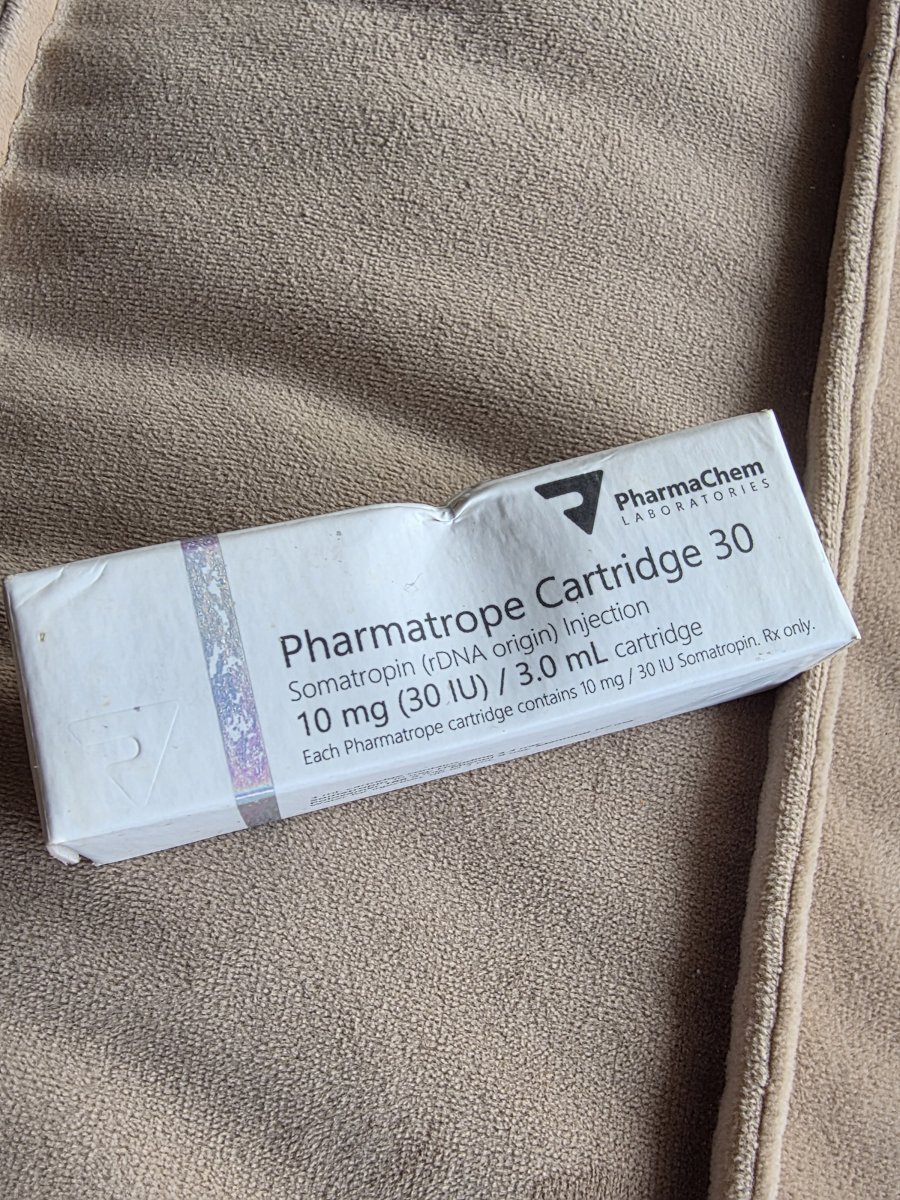 PharmaChem
LABORATORIES
Pharmatrope Cartridge 30
Somatropin (rDNA origin) Injection
10 mg (30 IU) / 3.0 mL cartridge
Each Pharmatrope cartridge contains 10 mg / 30 IU Somatropin. Rx only.